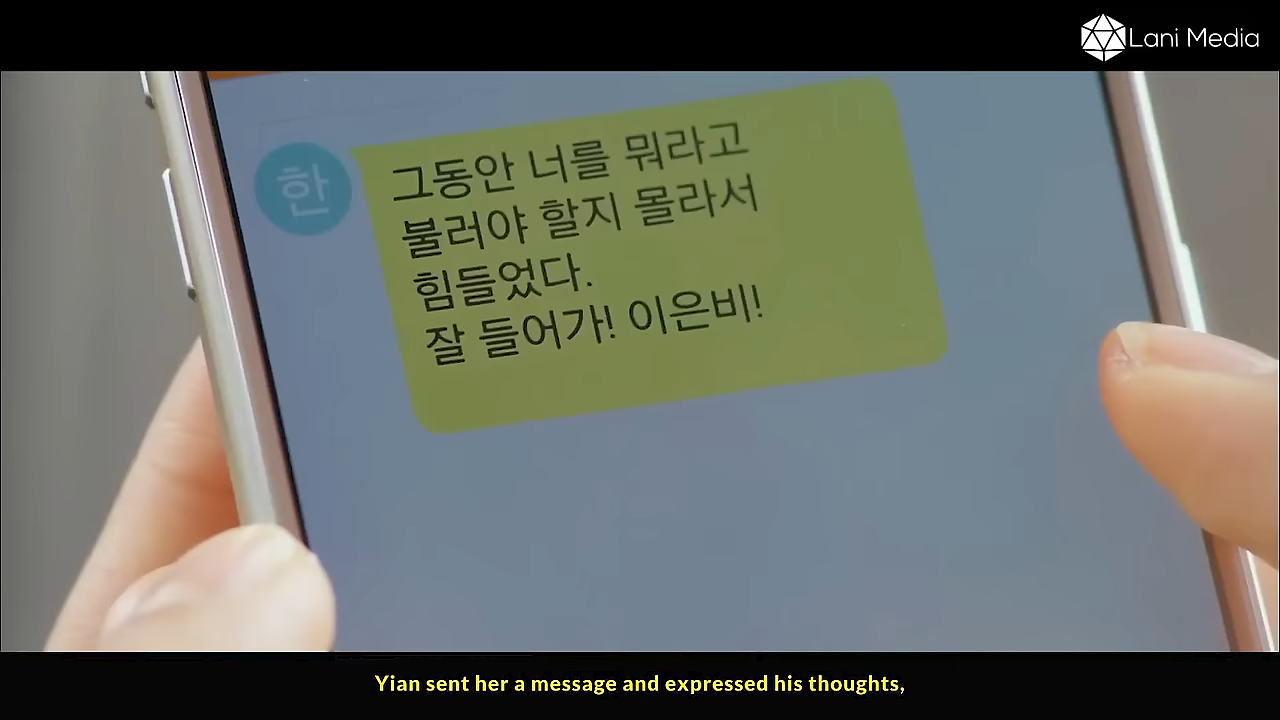 Lani Media
한
그동안 너를 뭐라고
불러야 할지 몰라서
힘들었다.
잘 들어가! 이은비!
Yian sent her a message and expressed his thoughts,